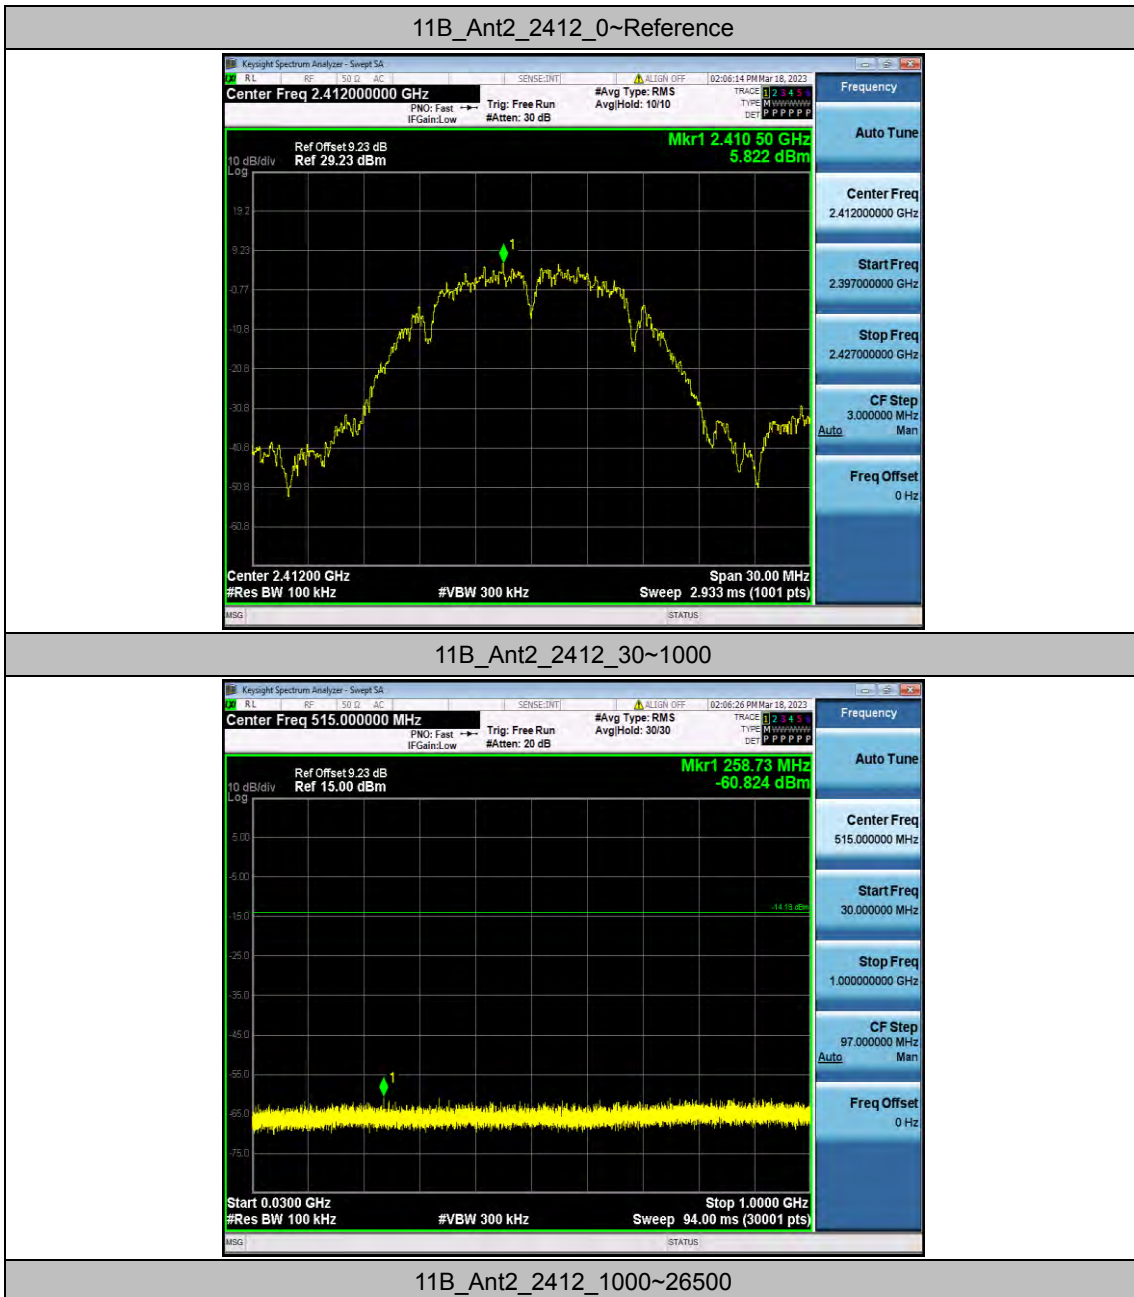 11B_Ant2_2412_0~Reference
Keysight Spectrum Analyzer - Swept SA
RL RF 50 Ω AC SENSE:INT ALIGN OFF 02:06:14 PM Mar 18, 2023
Center Freq 2.412000000 GHz
PNO: Fast
IFGain:Low
Trig: Free Run
#Atten: 30 dB
#Avg Type: RMS
Avg|Hold: 10/10
TRACE 1 2 3 4 5 6
TYPE M W W W W W
DET P P P P P P
Frequency
Mkr1 2.410 50 GHz
5.822 dBm
Ref Offset 9.23 dB
10 dB/div Ref 29.23 dBm
Log
19.2
9.23
-0.77
-10.8
-20.8
-30.8
-40.8
-50.8
-60.8
1
Center 2.41200 GHz Span 30.00 MHz
#Res BW 100 kHz #VBW 300 kHz Sweep 2.933 ms (1001 pts)
MSG STATUS
Auto Tune
Center Freq
2.412000000 GHz
Start Freq
2.397000000 GHz
Stop Freq
2.427000000 GHz
CF Step
3.000000 MHz
Auto Man
Freq Offset
0 Hz
11B_Ant2_2412_30~1000
Keysight Spectrum Analyzer - Swept SA
RL RF 50 Ω AC SENSE:INT ALIGN OFF 02:06:26 PM Mar 18, 2023
Center Freq 515.000000 MHz
PNO: Fast
IFGain:Low
Trig: Free Run
#Atten: 20 dB
#Avg Type: RMS
Avg|Hold: 30/30
TRACE 1 2 3 4 5 6
TYPE M W W W W W
DET P P P P P P
Frequency
Mkr1 258.73 MHz
-60.824 dBm
Ref Offset 9.23 dB
10 dB/div Ref 15.00 dBm
Log
5.00
-5.00
-15.0
-25.0
-35.0
-45.0
-55.0
-65.0
-75.0
1
Start 0.0300 GHz Stop 1.0000 GHz
#Res BW 100 kHz #VBW 300 kHz Sweep 94.00 ms (30001 pts)
MSG STATUS
Auto Tune
Center Freq
515.000000 MHz
Start Freq
30.000000 MHz
Stop Freq
1.000000000 GHz
CF Step
97.000000 MHz
Auto Man
Freq Offset
0 Hz
11B_Ant2_2412_1000~26500